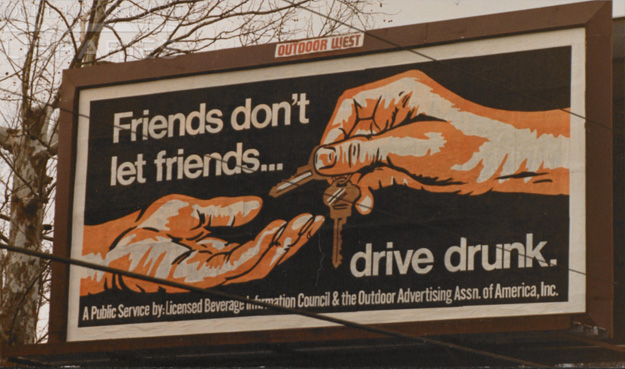 OUTDOOR WEST
Friends don't
let friends...
drive drunk.
A Public Service by: Licensed Beverage Information Council & the Outdoor Advertising Assn. of America, Inc.